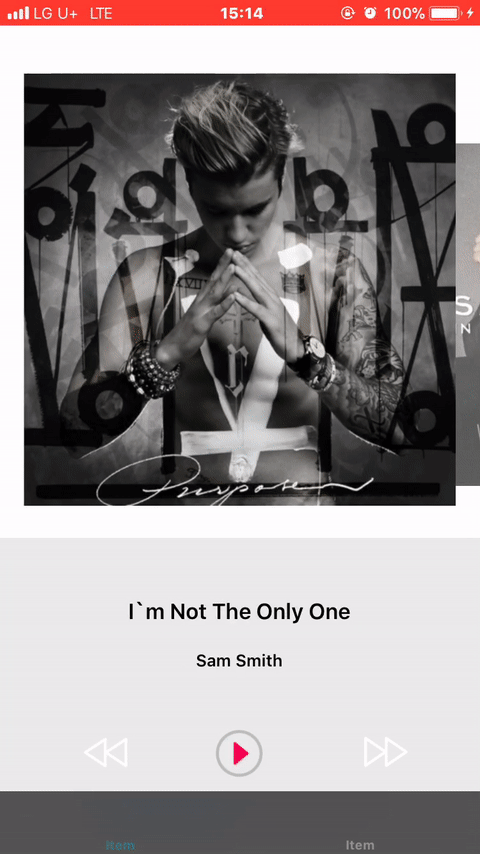 LG U+ LTE 15:14 100%
Purpose
S
N
I`m Not The Only One
Sam Smith
item
Item